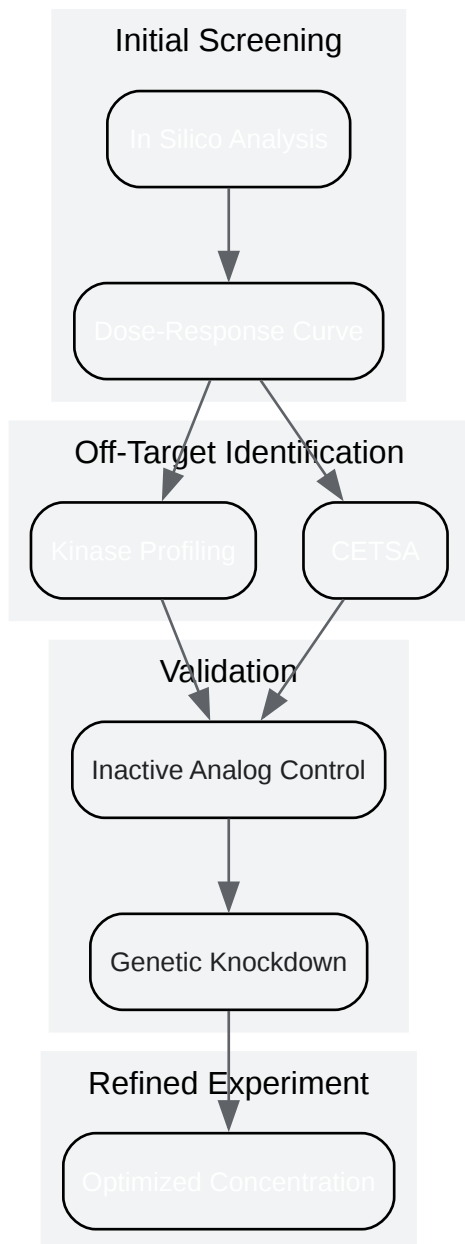 Initial Screening
In Silico Analysis
Dose-Response Curve
Off-Target Identification
Kinase Profiling
CETSA
Validation
Inactive Analog Control
Genetic Knockdown
Refined Experiment
Optimized Concentration